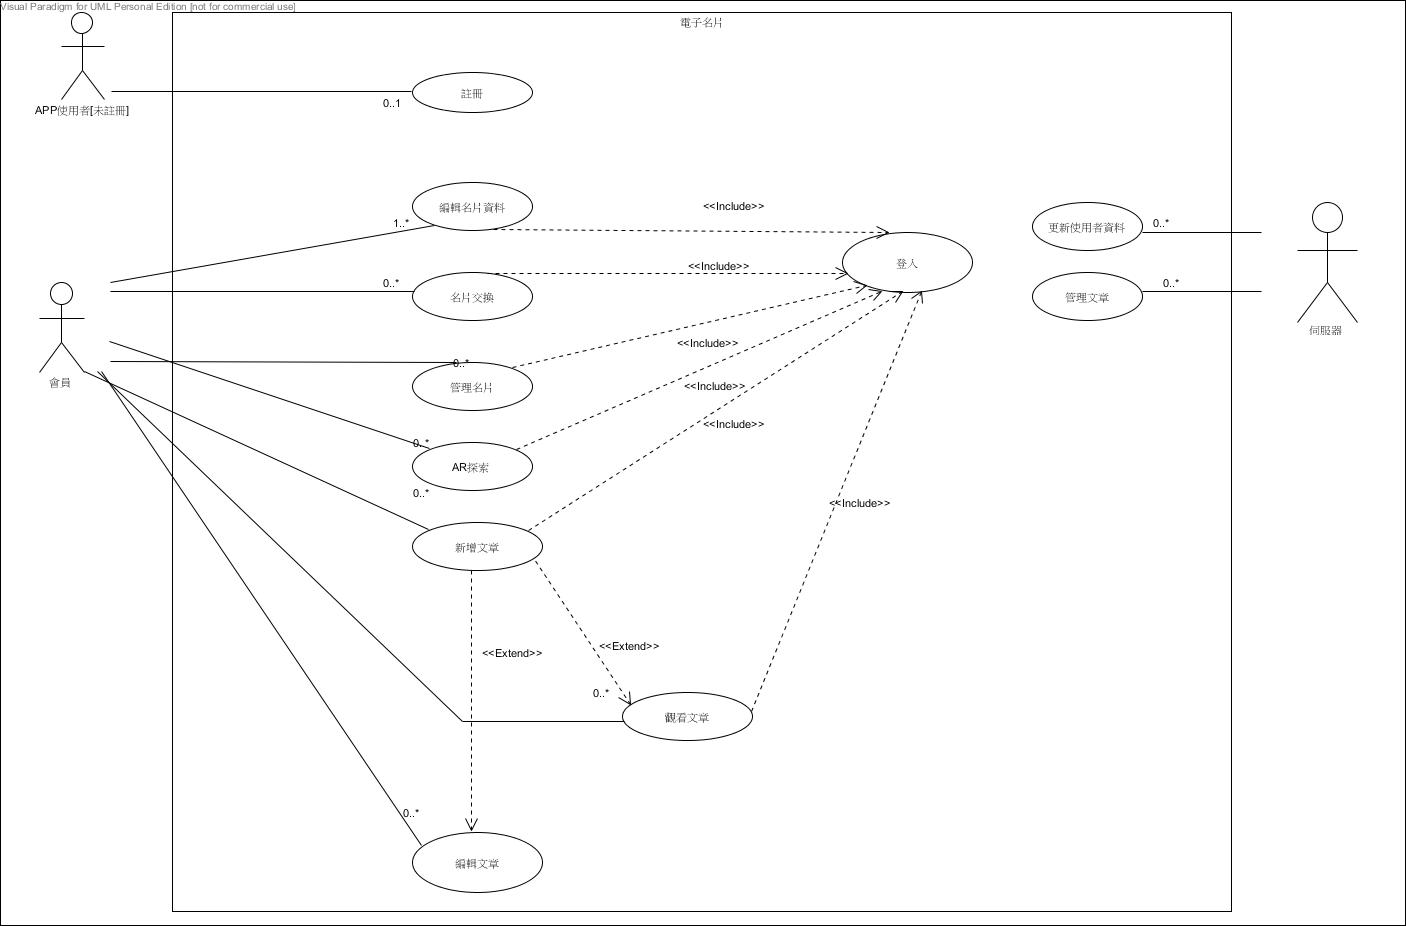 Visual Paradigm for UML Personal Edition [not for commercial use]
電子名片
APP使用者[未註冊]
0..1
註冊
編輯名片資料
1..*
<<Include>>
更新使用者資料
0..*
登入
<<Include>>
名片交換
0..*
管理文章
0..*
伺服器
會員
0..*
管理名片
<<Include>>
<<Include>>
0..*
AR探索
<<Include>>
0..*
新增文章
<<Include>>
<<Extend>>
<<Extend>>
0..*
觀看文章
0..*
編輯文章